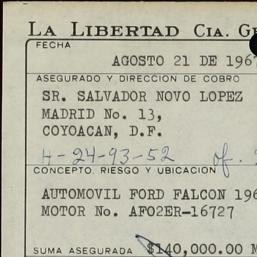 LA LIBERTAD CIA. G
FECHA
AGOSTO 21 DE 196
ASEGURADO Y DIRECCION DE COBRO
SR. SALVADOR NOVO LOPEZ
MADRID No. 13,
COYOACAN, D.F.
4-24-93-52 of.
CONCEPTO, RIESGO Y UBICACION
AUTOMOVIL FORD FALCON 196
MOTOR No. AF02ER-16727
SUMA ASEGURADA $140,000.00 M